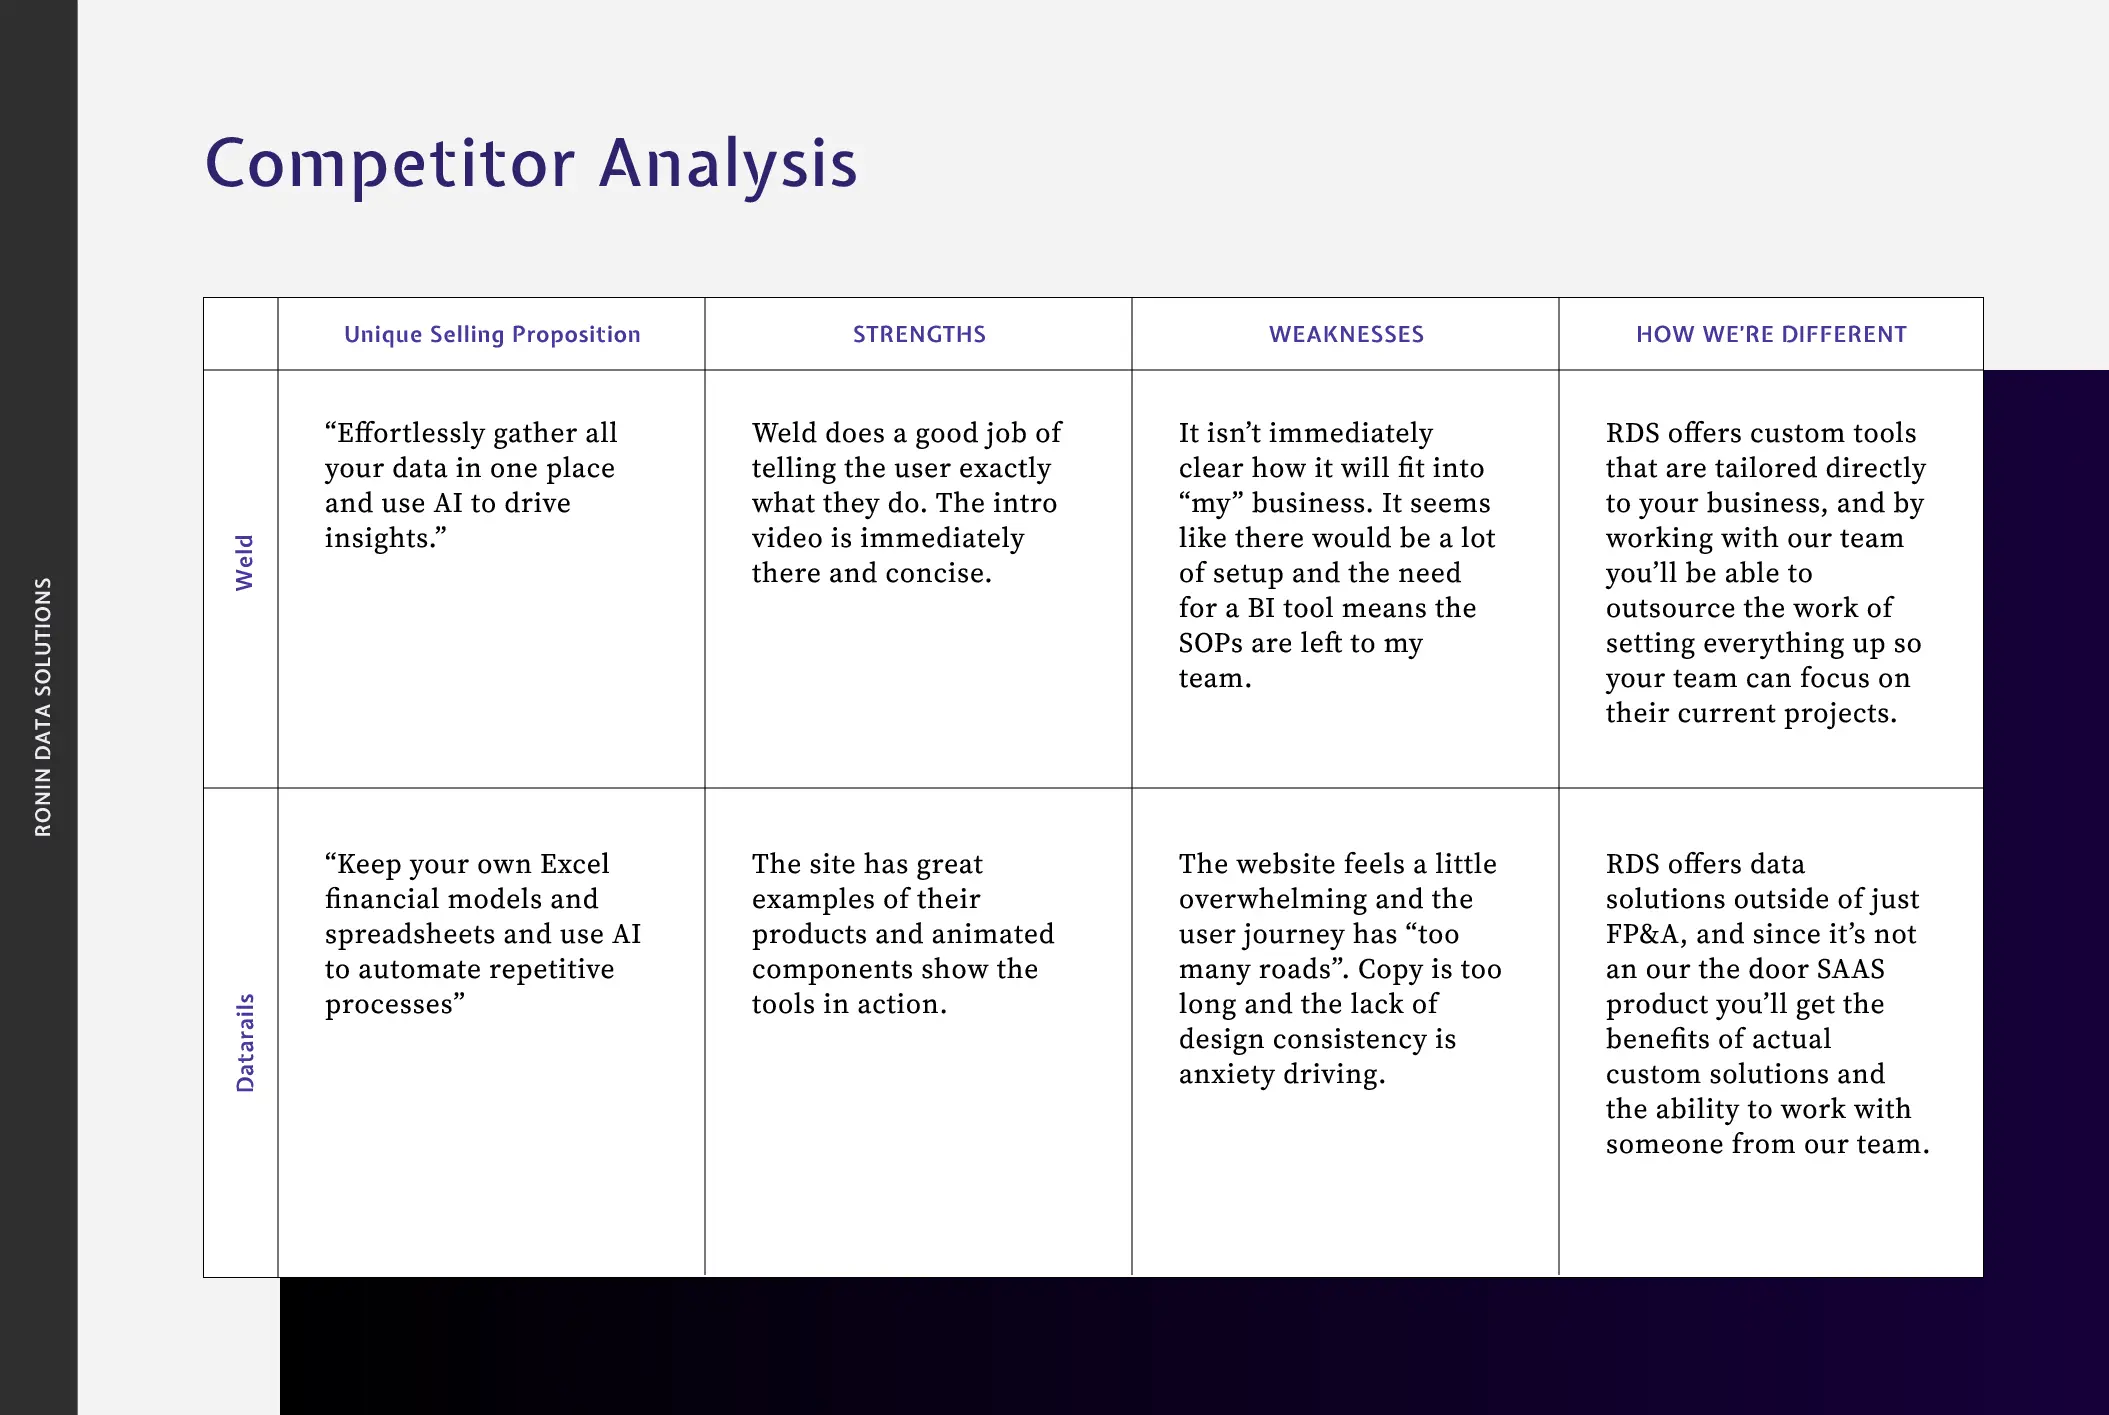 Competitor Analysis
RONIN DATA SOLUTIONS
Unique Selling Proposition
STRENGTHS
WEAKNESSES
HOW WE'RE DIFFERENT
Weld
“Effortlessly gather all
your data in one place
and use AI to drive
insights.”
Weld does a good job of
telling the user exactly
what they do. The intro
video is immediately
there and concise.
It isn’t immediately
clear how it will fit into
“my” business. It seems
like there would be a lot
of setup and the need
for a BI tool means the
SOPs are left to my
team.
RDS offers custom tools
that are tailored directly
to your business, and by
working with our team
you’ll be able to
outsource the work of
setting everything up so
your team can focus on
their current projects.
Datarails
“Keep your own Excel
financial models and
spreadsheets and use AI
to automate repetitive
processes”
The site has great
examples of their
products and animated
components show the
tools in action.
The website feels a little
overwhelming and the
user journey has “too
many roads”. Copy is too
long and the lack of
design consistency is
anxiety driving.
RDS offers data
solutions outside of just
FP&A, and since it’s not
an our the door SAAS
product you’ll get the
benefits of actual
custom solutions and
the ability to work with
someone from our team.